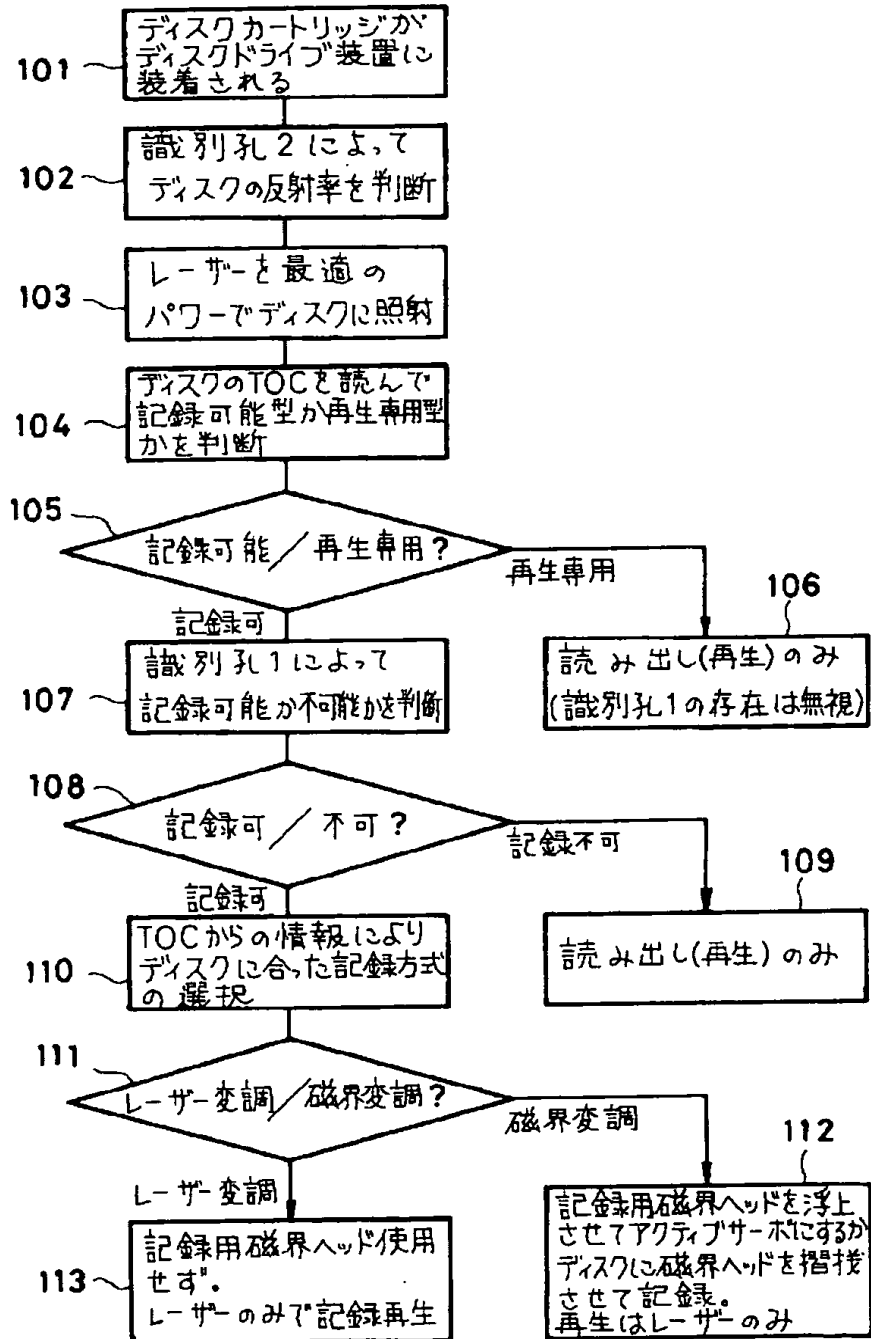 101
ディスクカートリッジが
ディスクドライブ装置に
装着される
102
識別孔2によって
ディスクの反射率を判断
103
レーザーを最適の
パワーでディスクに照射
104
ディスクのTOCを読んで
記録可能型か再生専用型
かを判断
105
記録可能/再生専用?
再生専用
記録可
106
読み出し(再生)のみ
(識別孔1の存在は無視)
107
識別孔1によって
記録可能か不可能かを判断
108
記録可/不可?
記録不可
記録可
109
読み出し(再生)のみ
110
TOCからの情報により
ディスクに合った記録方式
の選択
111
レーザー変調/磁界変調?
磁界変調
レーザー変調
112
記録用磁界ヘッドを浮上
させてアクティブサーボにするか
ディスクに磁界ヘッドを摺接
させて記録。
再生はレーザーのみ
113
記録用磁界ヘッド使用
せず。
レーザーのみで記録再生